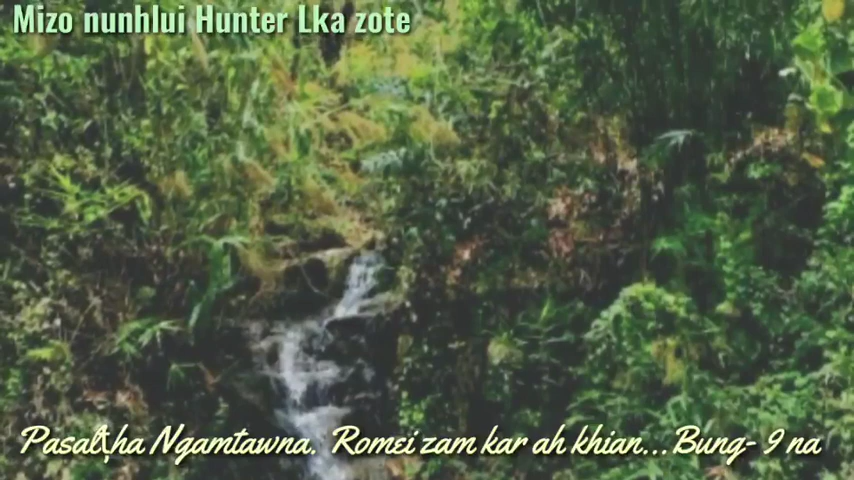 Mizo nunhlui Hunter Lka zote
Pasalṭha Ngamtawna. Romei zam kar ah khian... Bung- 9 na